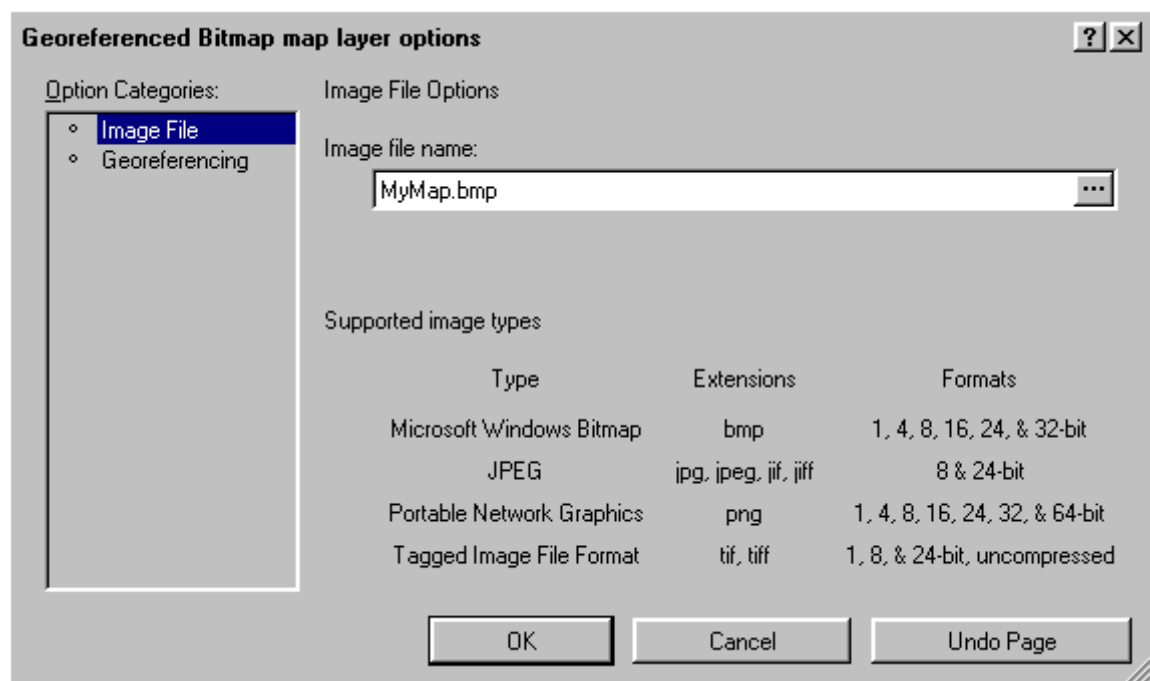 Georeferenced Bitmap map layer options
Option Categories:
Image File
Georeferencing
Image File Options
Image file name:
MyMap.bmp
Supported image types
Type Extensions Formats
Microsoft Windows Bitmap bmp 1, 4, 8, 16, 24, & 32-bit
JPEG jpg, jpeg, jif, jiff 8 & 24-bit
Portable Network Graphics png 1, 4, 8, 16, 24, 32, & 64-bit
Tagged Image File Format tif, tiff 1, 8, & 24-bit, uncompressed
OK Cancel Undo Page